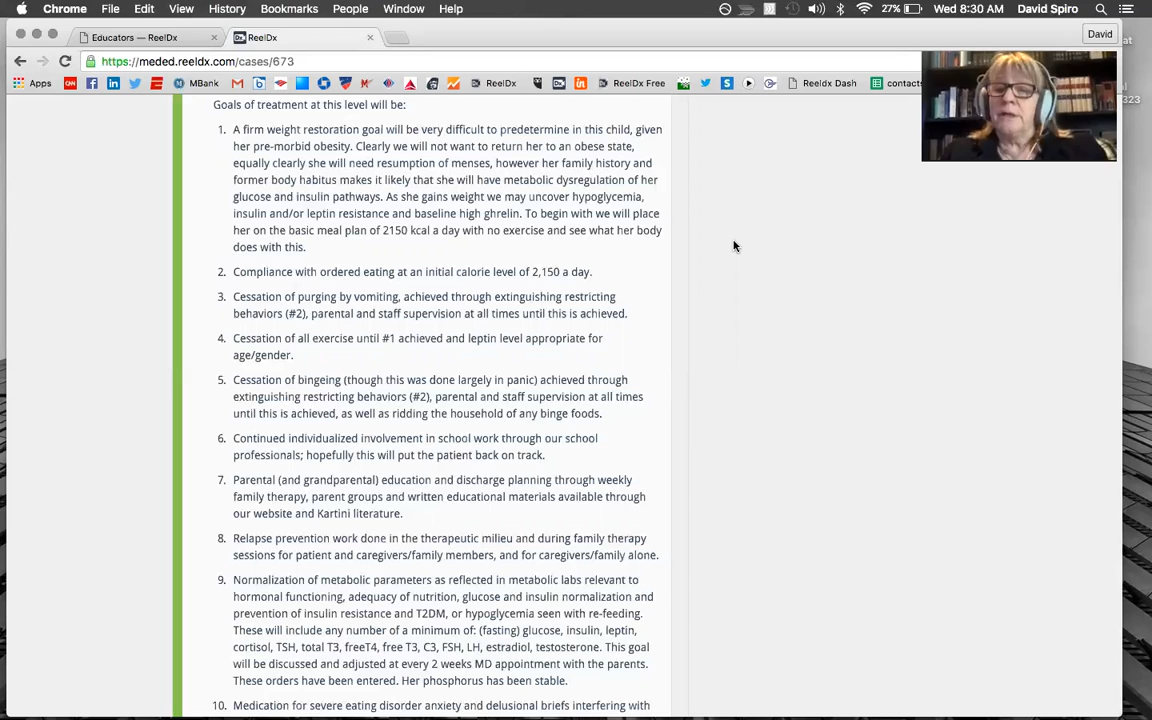 Chrome File Edit View History Bookmarks People Window Help 27% Wed 8:30 AM David Spiro
Educators — ReelDx ReelDx David
https://meded.reeldx.com/cases/673
Apps MBank ReelDx ReelDx Free Reeldx Dash contacts
Goals of treatment at this level will be:
1. A firm weight restoration goal will be very difficult to predetermine in this child, given
her pre-morbid obesity. Clearly we will not want to return her to an obese state,
equally clearly she will need resumption of menses, however her family history and
former body habitus makes it likely that she will have metabolic dysregulation of her
glucose and insulin pathways. As she gains weight we may uncover hypoglycemia,
insulin and/or leptin resistance and baseline high ghrelin. To begin with we will place
her on the basic meal plan of 2150 kcal a day with no exercise and see what her body
does with this.
2. Compliance with ordered eating at an initial calorie level of 2,150 a day.
3. Cessation of purging by vomiting, achieved through extinguishing restricting
behaviors (#2), parental and staff supervision at all times until this is achieved.
4. Cessation of all exercise until #1 achieved and leptin level appropriate for
age/gender.
5. Cessation of bingeing (though this was done largely in panic) achieved through
extinguishing restricting behaviors (#2), parental and staff supervision at all times
until this is achieved, as well as ridding the household of any binge foods.
6. Continued individualized involvement in school work through our school
professionals; hopefully this will put the patient back on track.
7. Parental (and grandparental) education and discharge planning through weekly
family therapy, parent groups and written educational materials available through
our website and Kartini literature.
8. Relapse prevention work done in the therapeutic milieu and during family therapy
sessions for patient and caregivers/family members, and for caregivers/family alone.
9. Normalization of metabolic parameters as reflected in metabolic labs relevant to
hormonal functioning, adequacy of nutrition, glucose and insulin normalization and
prevention of insulin resistance and T2DM, or hypoglycemia seen with re-feeding.
These will include any number of a minimum of: (fasting) glucose, insulin, leptin,
cortisol, TSH, total T3, freeT4, free T3, C3, FSH, LH, estradiol, testosterone. This goal
will be discussed and adjusted at every 2 weeks MD appointment with the parents.
These orders have been entered. Her phosphorus has been stable.
10. Medication for severe eating disorder anxiety and delusional briefs interfering with
at
323